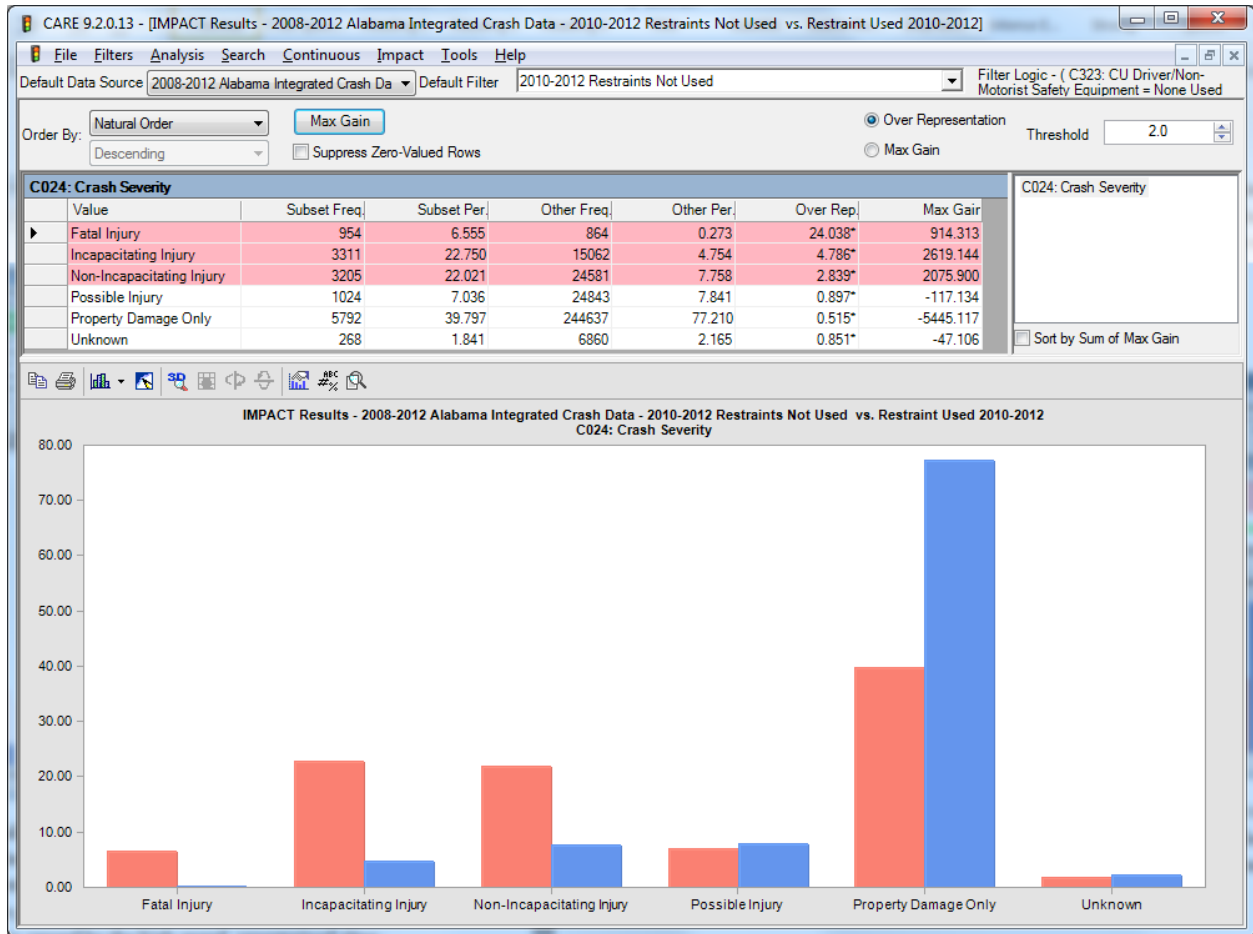 CARE 9.2.0.13 - [IMPACT Results - 2008-2012 Alabama Integrated Crash Data - 2010-2012 Restraints Not Used vs. Restraint Used 2010-2012]
File Filters Analysis Search Continuous Impact Tools Help
Default Data Source 2008-2012 Alabama Integrated Crash Da Default Filter 2010-2012 Restraints Not Used Filter Logic - ( C323: CU Driver/Non-
Motorist Safety Equipment = None Used
Order By: Natural Order Max Gain Over Representation Threshold 2.0
Descending Suppress Zero-Valued Rows Max Gain
C024: Crash Severity C024: Crash Severity
Value Subset Freq. Subset Per. Other Freq. Other Per. Over Rep. Max Gain
Fatal Injury 954 6.555 864 0.273 24.038* 914.313
Incapacitating Injury 3311 22.750 15062 4.754 4.786* 2619.144
Non-Incapacitating Injury 3205 22.021 24581 7.758 2.839* 2075.900
Possible Injury 1024 7.036 24843 7.841 0.897* -117.134
Property Damage Only 5792 39.797 244637 77.210 0.515* -5445.117
Unknown 268 1.841 6860 2.165 0.851* -47.106 Sort by Sum of Max Gain
3D ABC #%
IMPACT Results - 2008-2012 Alabama Integrated Crash Data - 2010-2012 Restraints Not Used vs. Restraint Used 2010-2012
C024: Crash Severity
80.00
70.00
60.00
50.00
40.00
30.00
20.00
10.00
0.00
Fatal Injury Incapacitating Injury Non-Incapacitating Injury Possible Injury Property Damage Only Unknown